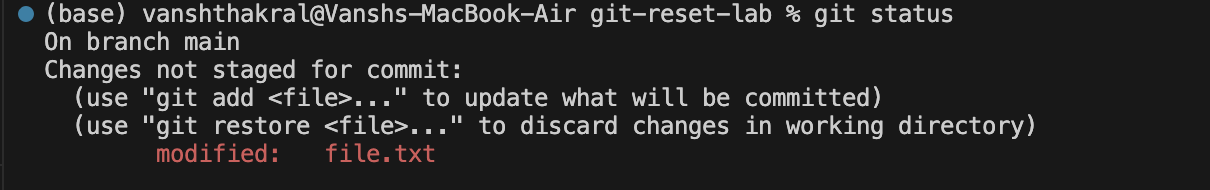 (base) vanshthakral@Vanshs-MacBook-Air git-reset-lab % git status
On branch main
Changes not staged for commit:
  (use "git add <file>..." to update what will be committed)
  (use "git restore <file>..." to discard changes in working directory)
        modified:   file.txt